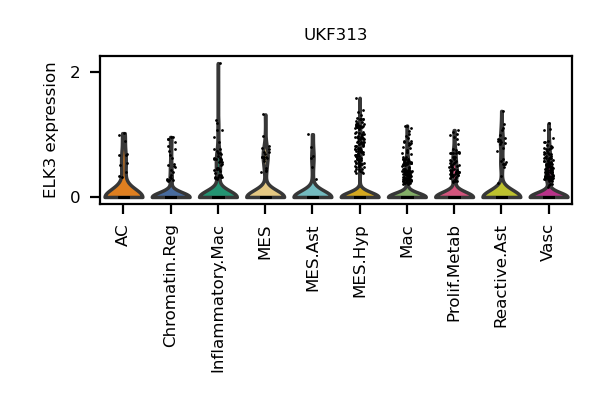 UKF313
ELK3 expression
2
0
AC
Chromatin.Reg
Inflammatory.Mac
MES
MES.Ast
MES.Hyp
Mac
Prolif.Metab
Reactive.Ast
Vasc